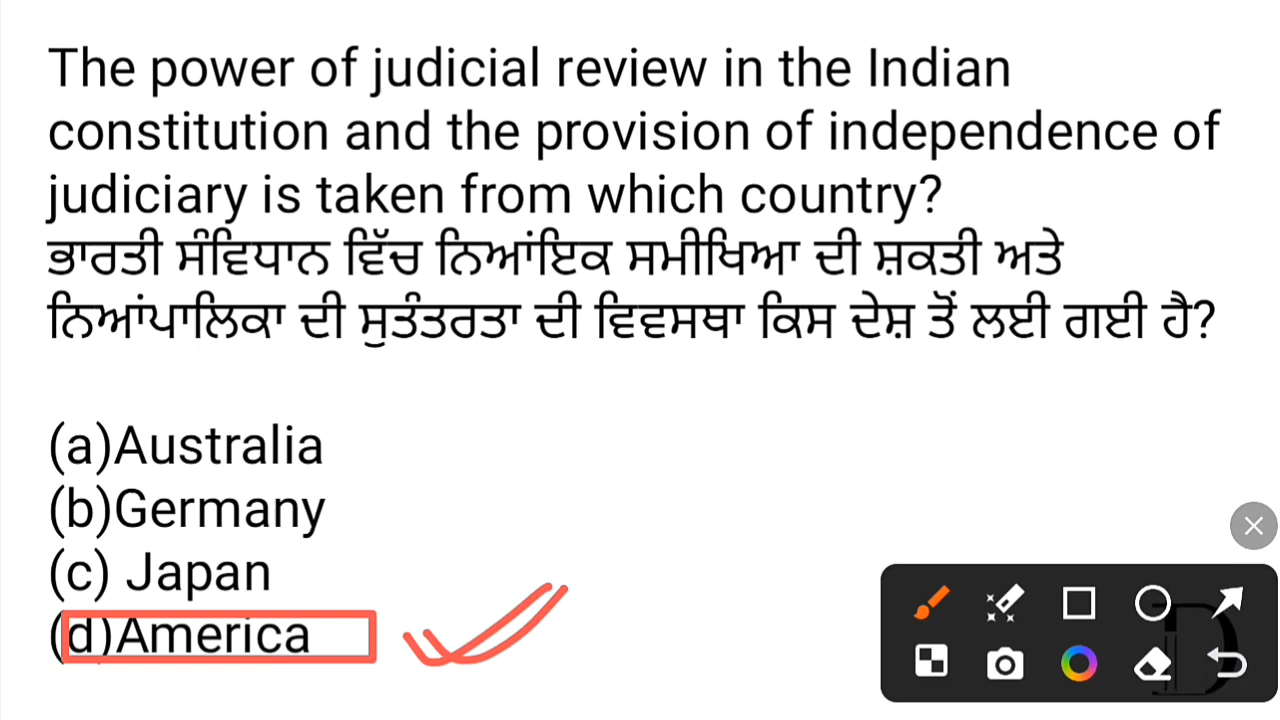 The power of judicial review in the Indian
constitution and the provision of independence of
judiciary is taken from which country?
ਭਾਰਤੀ ਸੰਵਿਧਾਨ ਵਿੱਚ ਨਿਆਂਇਕ ਸਮੀਖਿਆ ਦੀ ਸ਼ਕਤੀ ਅਤੇ
ਨਿਆਂਪਾਲਿਕਾ ਦੀ ਸੁਤੰਤਰਤਾ ਦੀ ਵਿਵਸਥਾ ਕਿਸ ਦੇਸ਼ ਤੋਂ ਲਈ ਗਈ ਹੈ?
(a)Australia
(b)Germany
(c) Japan
(d)America